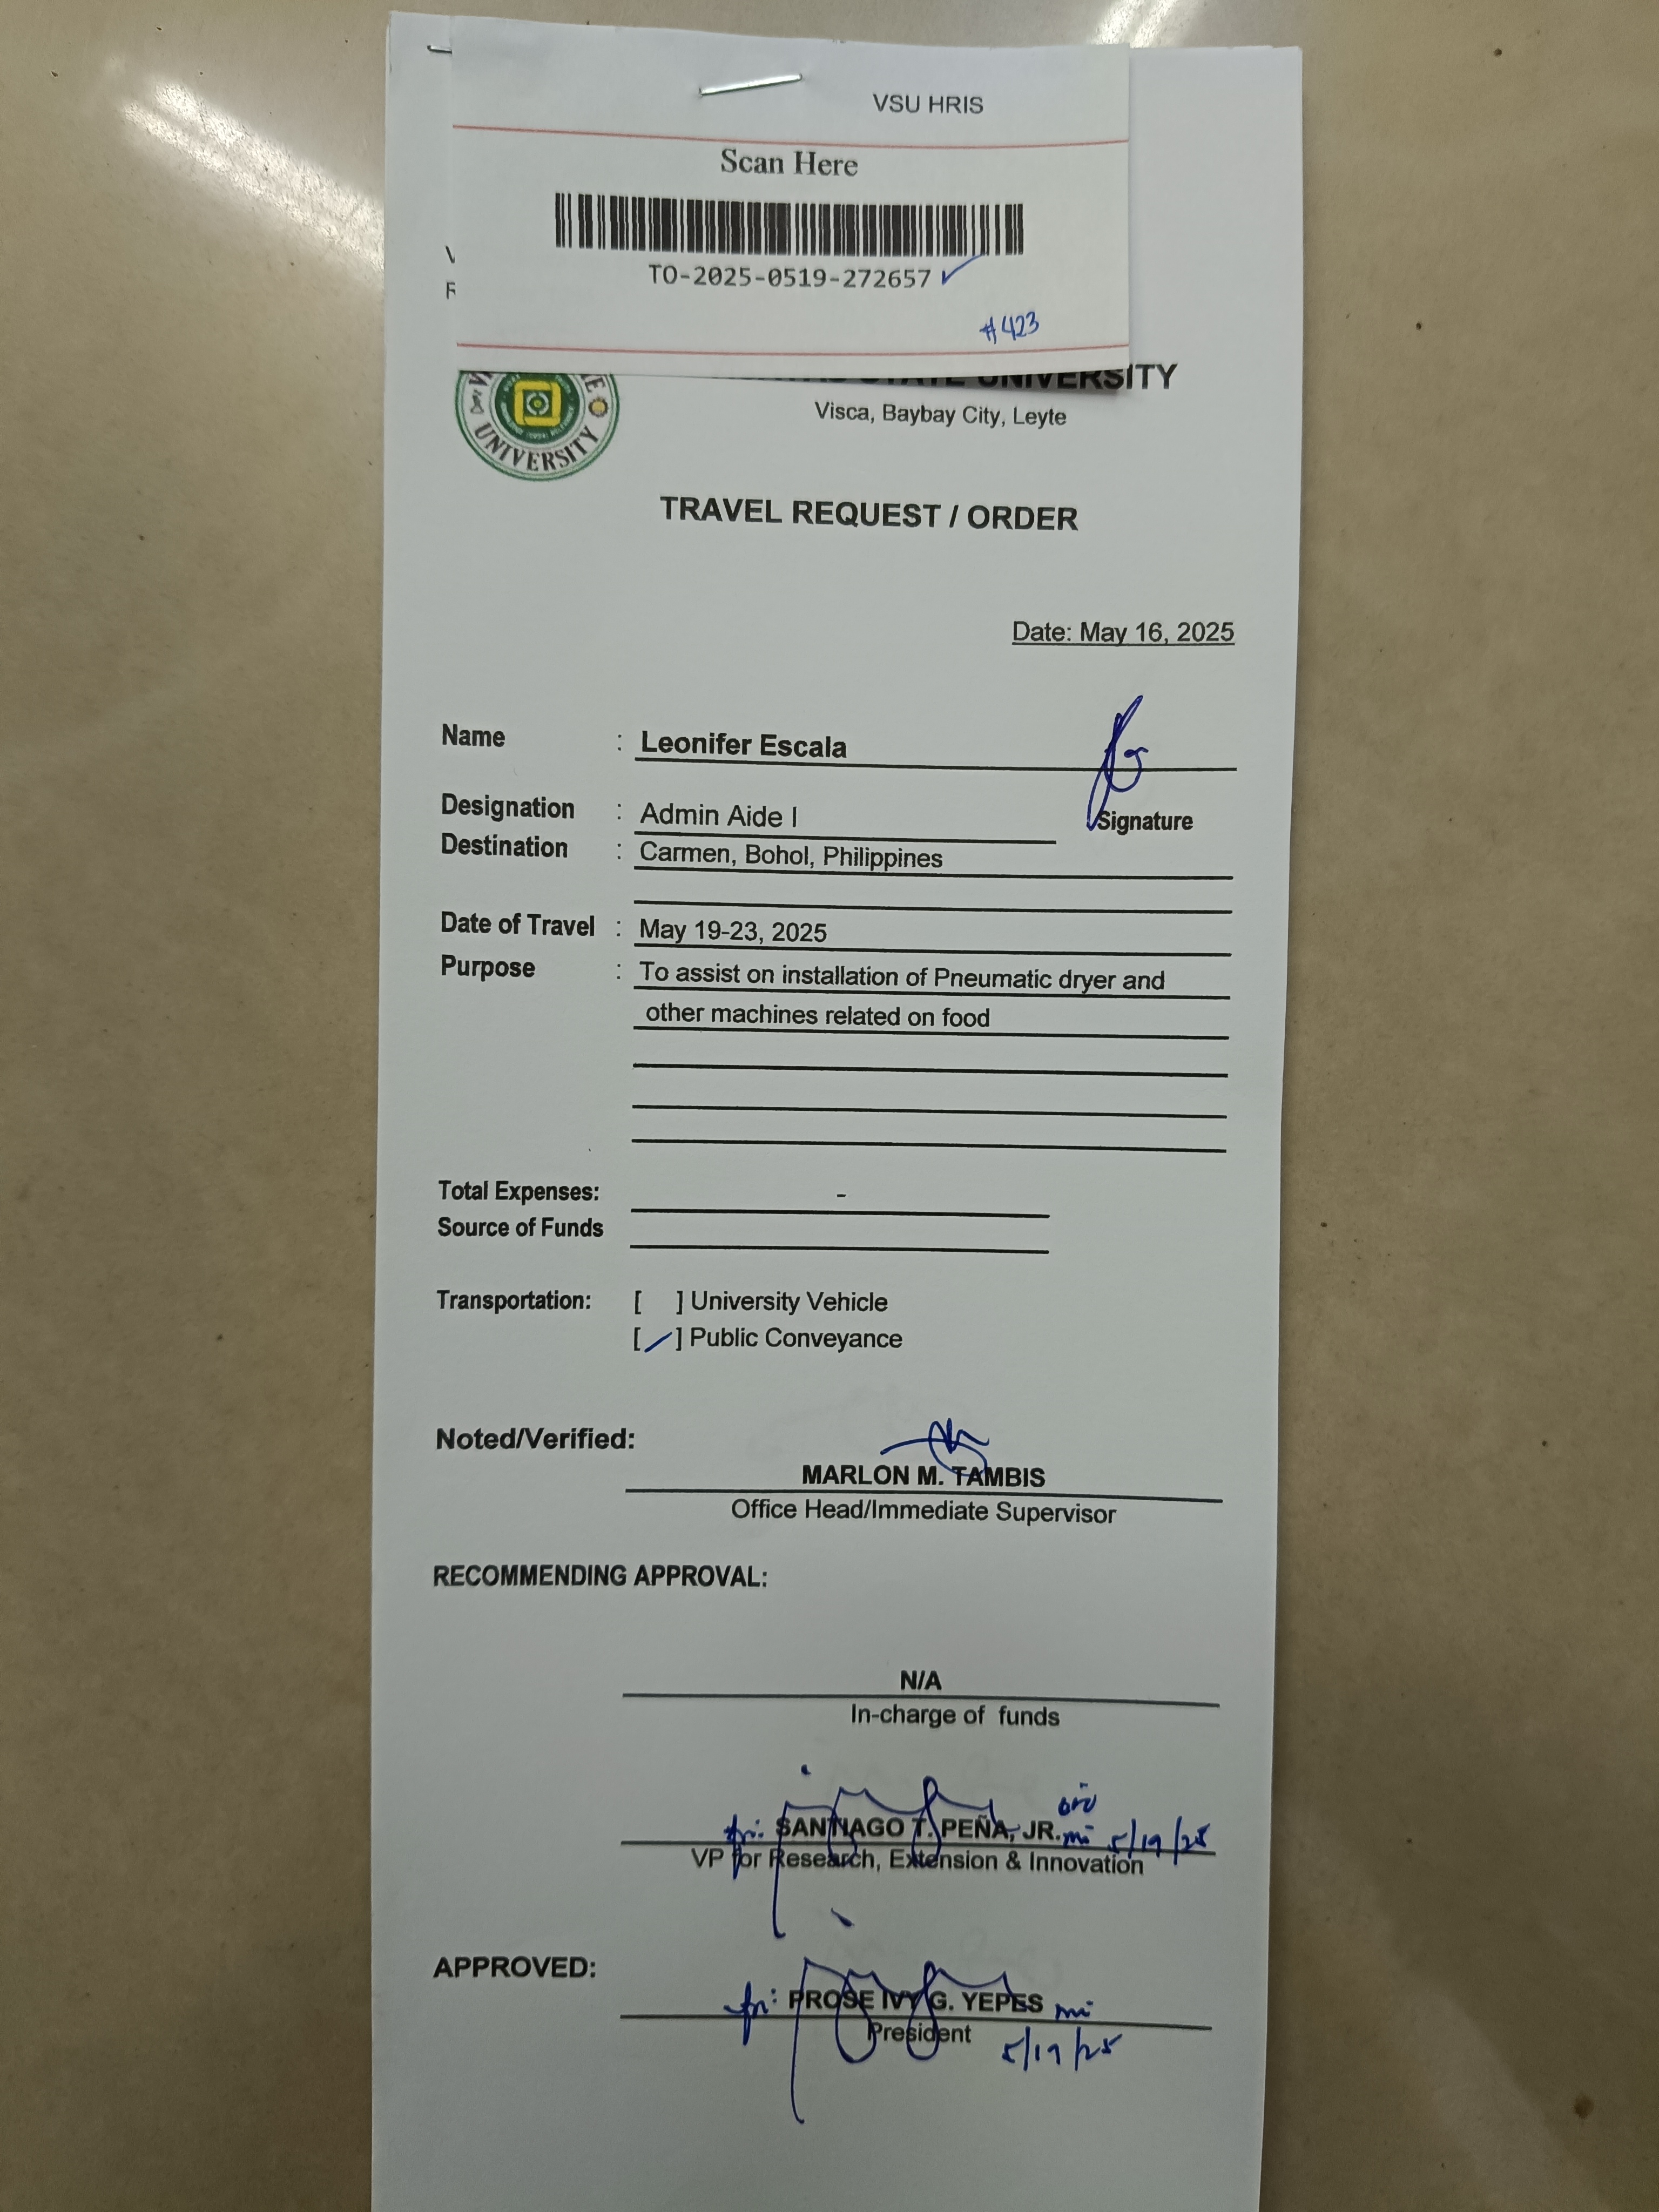 VSU HRIS
Scan Here
TO-2025-0519-272657
#423
UNIVERSITY
Visca, Baybay City, Leyte
UNIVERSITY
TRAVEL REQUEST / ORDER
Date: May 16, 2025
Name : Leonifer Escala
Signature
Designation : Admin Aide I
Destination : Carmen, Bohol, Philippines
Date of Travel : May 19-23, 2025
Purpose : To assist on installation of Pneumatic dryer and
other machines related on food
Total Expenses: -
Source of Funds
Transportation: [ ] University Vehicle
[/] Public Conveyance
Noted/Verified:
MARLON M. TAMBIS
Office Head/Immediate Supervisor
RECOMMENDING APPROVAL:
N/A
In-charge of funds
SANTIAGO T. PEÑA, JR. 5/19/25
VP for Research, Extension & Innovation
APPROVED:
PROSE IVY G. YEPES
President
5/19/25